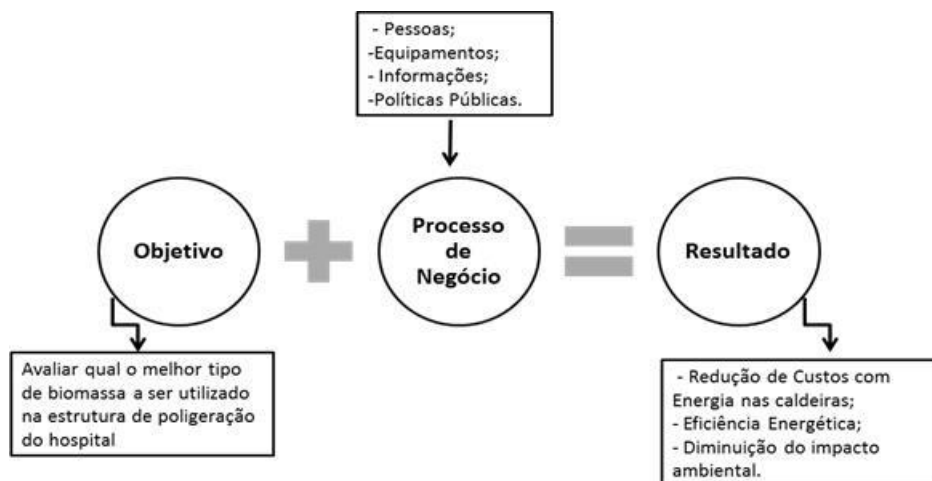 - Pessoas;
-Equipamentos;
- Informações;
-Políticas Públicas.
Objetivo
Processo
de
Negócio
Resultado
Avaliar qual o melhor tipo
de biomassa a ser utilizado
na estrutura de poligeração
do hospital
- Redução de Custos com
Energia nas caldeiras;
- Eficiência Energética;
- Diminuição do impacto
ambiental.